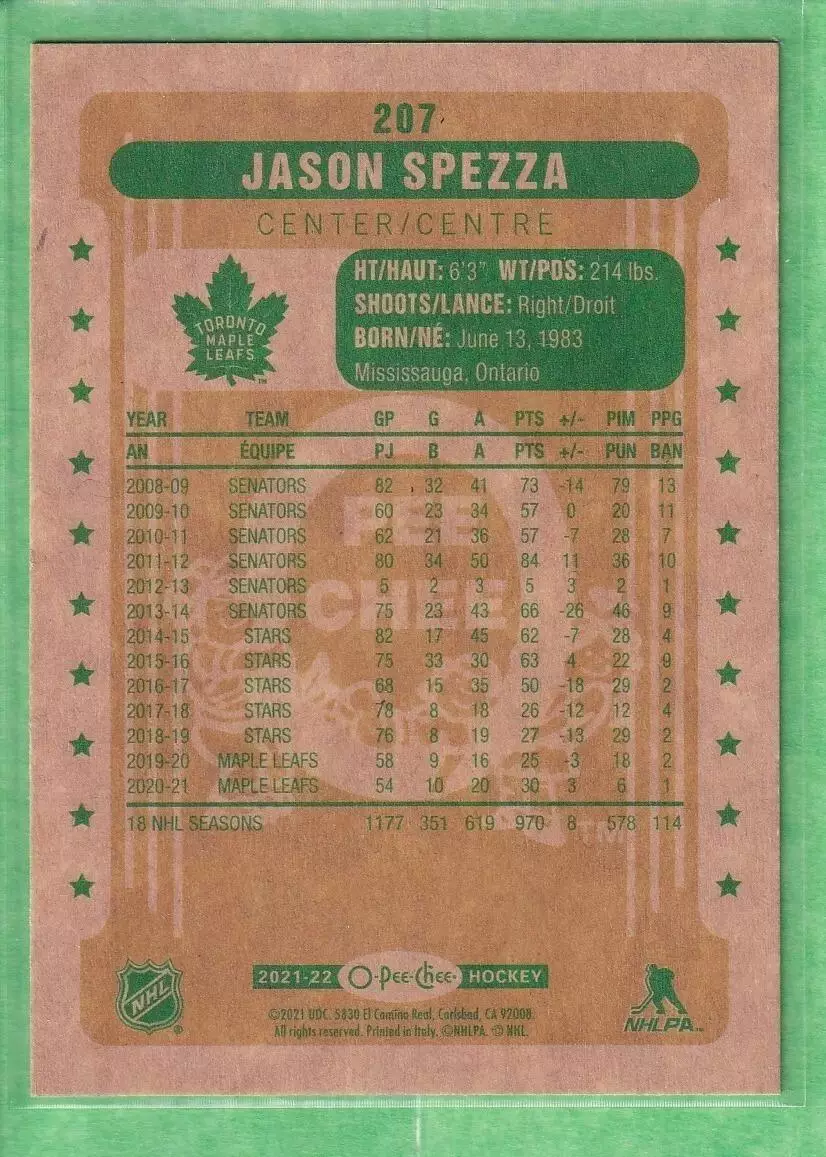 207
JASON SPEZZA
CENTER/CENTRE
TORONTO
MAPLE
LEAFS
TM
HT/HAUT: 6'3" WT/PDS: 214 lbs.
SHOOTS/LANCE: Right/Droit
BORN/NÉ: June 13, 1983
Mississauga, Ontario
YEAR TEAM GP G A PTS +/- PIM PPG
AN ÉQUIPE PJ B A PTS +/- PUN BAN
2008-09 SENATORS 82 32 41 73 -14 79 13
2009-10 SENATORS 60 23 34 57 0 20 11
2010-11 SENATORS 62 21 36 57 -7 28 7
2011-12 SENATORS 80 34 50 84 11 36 10
2012-13 SENATORS 5 2 3 5 3 2 1
2013-14 SENATORS 75 23 43 66 -26 46 9
2014-15 STARS 82 17 45 62 -7 28 4
2015-16 STARS 75 33 30 63 4 22 9
2016-17 STARS 68 15 35 50 -18 29 2
2017-18 STARS 78 8 18 26 -12 12 4
2018-19 STARS 76 8 19 27 -13 29 2
2019-20 MAPLE LEAFS 58 9 16 25 -3 18 2
2020-21 MAPLE LEAFS 54 10 20 30 3 6 1
18 NHL SEASONS 1177 351 619 970 8 578 114
PEE
CHEE
TM
NHL
®
2021-22 O-Pee-Chee HOCKEY
©2021 UDC. 5830 El Camino Real, Carlsbad, CA 92008.
All rights reserved. Printed in Italy. ©NHLPA. © NHL.
NHLPA™